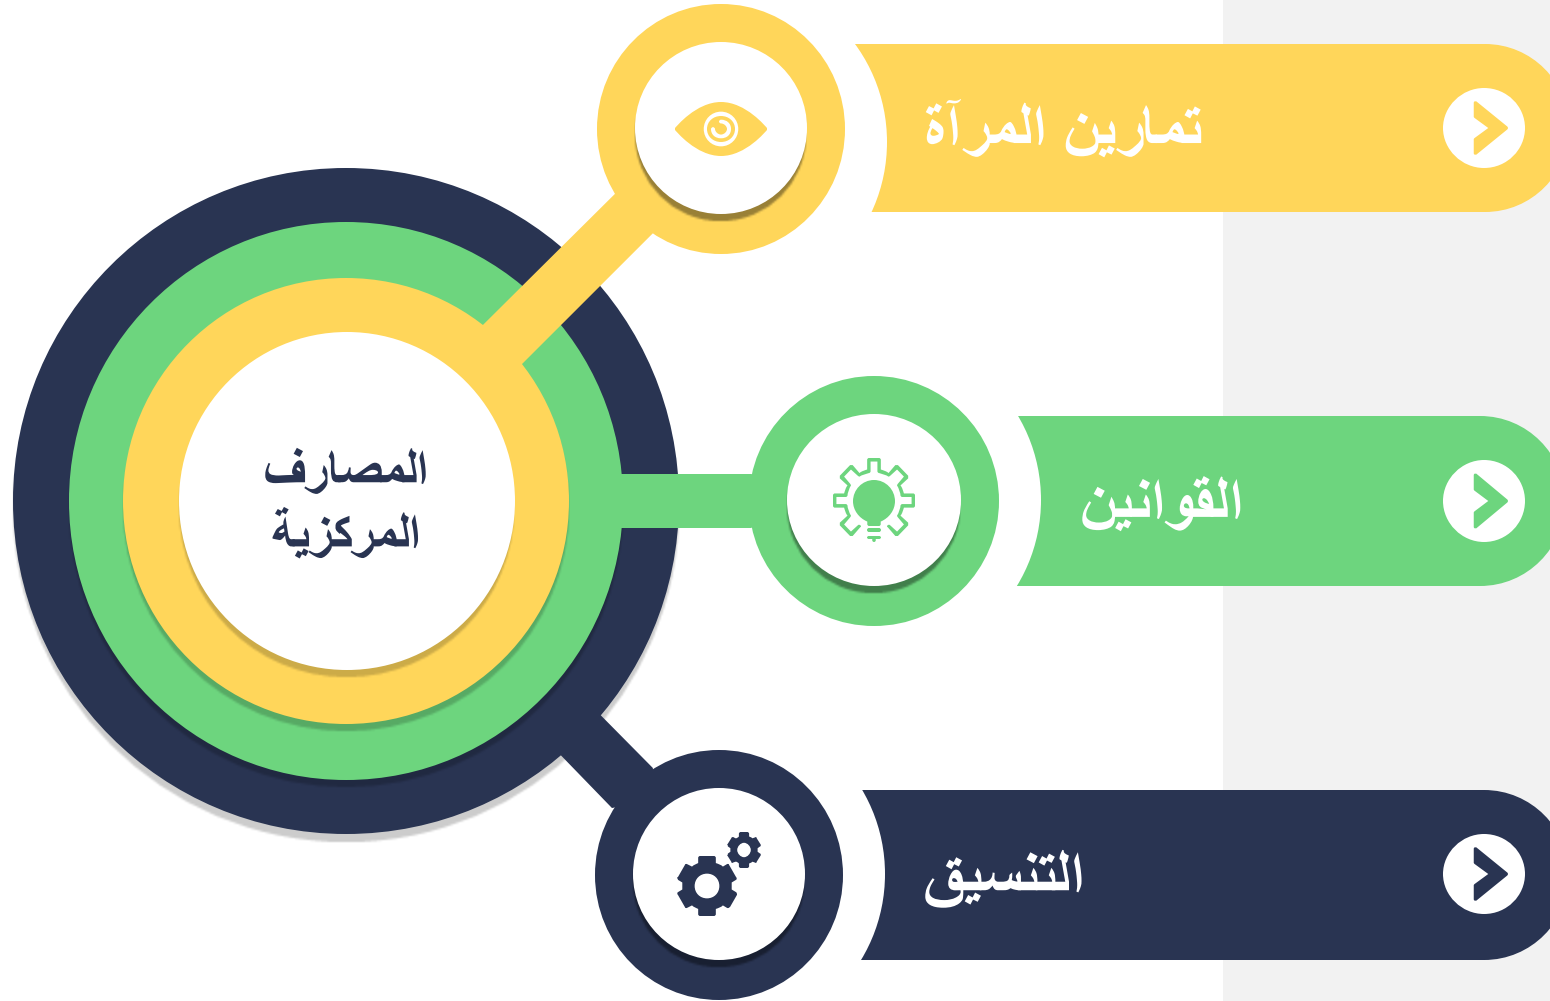 تمارين المرآة
المصارف
المركزية
القوانين
التنسيق